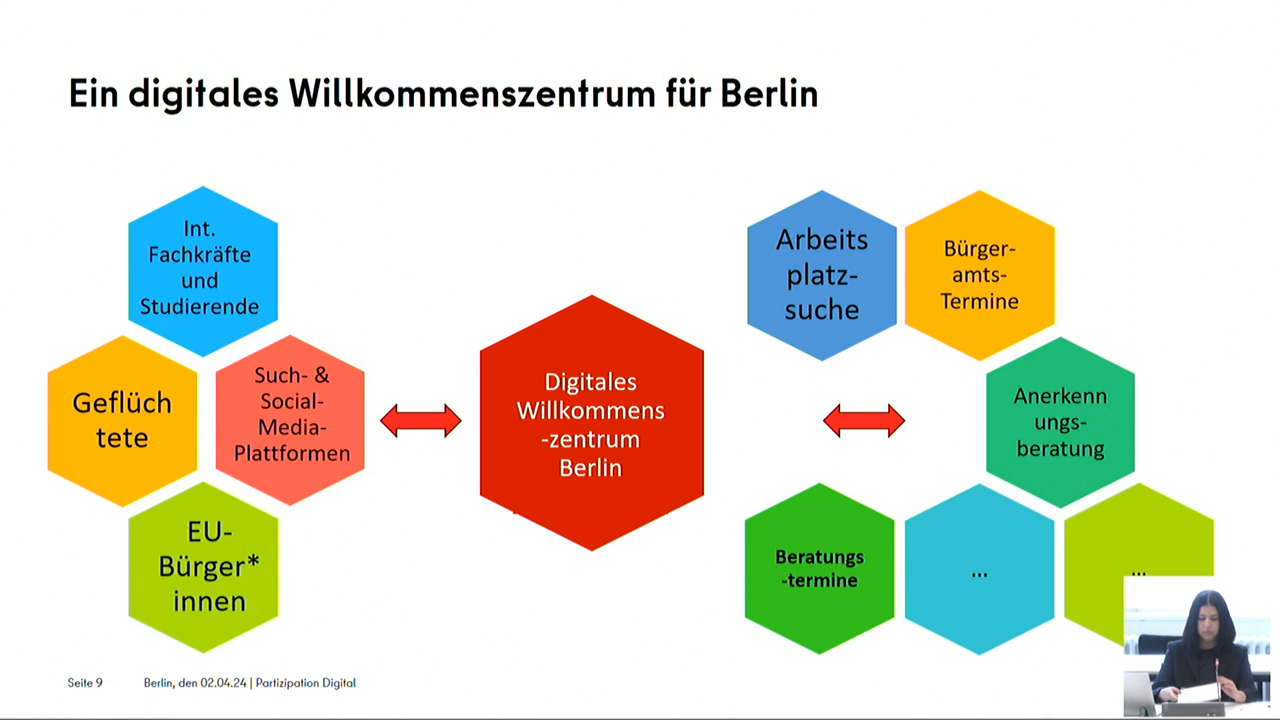 Ein digitales Willkommenszentrum für Berlin
Int.
Fachkräfte
und
Studierende
Geflüch
tete
Such- &
Social-
Media-
Plattformen
EU-
Bürger*
innen
Digitales
Willkommens
-zentrum
Berlin
Arbeits
platz-
suche
Bürger-
amts-
Termine
Anerkenn
ungs-
beratung
Beratungs
-termine
...
...
Seite 9
Berlin, den 02.04.24 | Partizipation Digital